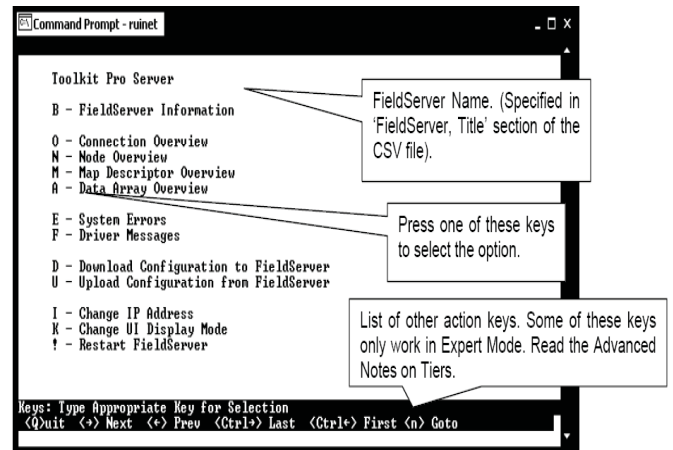 Command Prompt - ruinet
Toolkit Pro Server
B - FieldServer Information
O - Connection Overview
N - Node Overview
M - Map Descriptor Overview
A - Data Array Overview
E - System Errors
F - Driver Messages
D - Download Configuration to FieldServer
U - Upload Configuration from FieldServer
I - Change IP Address
K - Change UI Display Mode
! - Restart FieldServer
FieldServer Name. (Specified in
‘FieldServer, Title’ section of the
CSV file).
Press one of these keys
to select the option.
List of other action keys. Some of these keys
only work in Expert Mode. Read the Advanced
Notes on Tiers.
Keys: Type Appropriate Key for Selection
<Q>uit <→> Next <←> Prev <Ctrl→> Last <Ctrl←> First <n> Goto